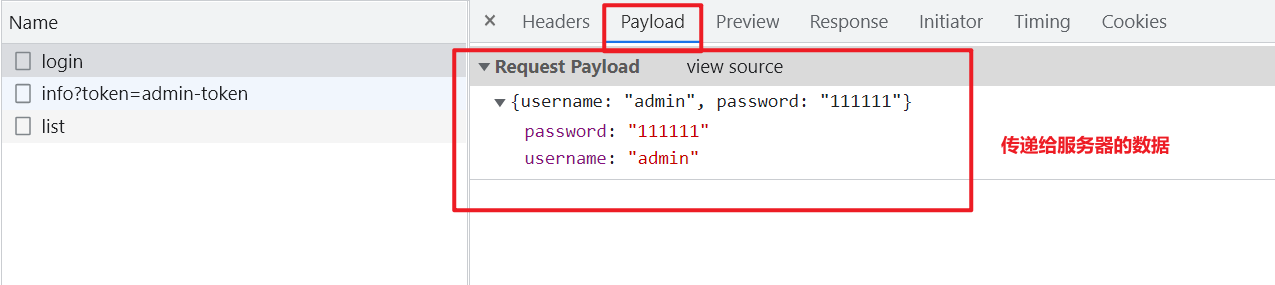 Name
login
info?token=admin-token
list
× Headers Payload Preview Response Initiator Timing Cookies
▼Request Payload view source
▼{username: "admin", password: "111111"}
password: "111111"
username: "admin"
传递给服务器的数据